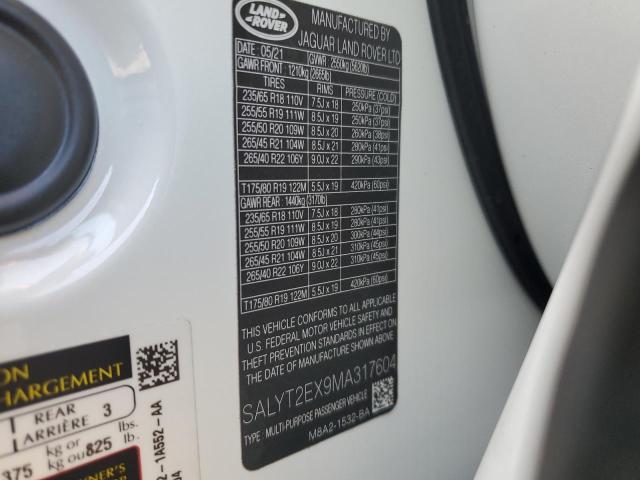 LAND
ROVER
MANUFACTURED BY
JAGUAR LAND ROVER LTD
DATE 05/21 GVWR 2550kg (5620lb)
GAWR FRONT 1210kg (2665lb)
TIRES RIMS PRESSURE (COLD)
235/65 R18 110V 7.5J x 18 250kPa (37psi)
255/55 R19 111W 8.5J x 19 250kPa (37psi)
255/50 R20 109W 8.5J x 20 260kPa (38psi)
265/45 R21 104W 8.5J x 21 280kPa (41psi)
265/40 R22 106Y 9.0J x 22 290kPa (43psi)
T175/80 R19 122M 5.5J x 19 420kPa (60psi)
GAWR REAR 1440kg (3170lb)
235/65 R18 110V 7.5J x 18 280kPa (41psi)
255/55 R19 111W 8.5J x 19 280kPa (41psi)
255/50 R20 109W 8.5J x 20 300kPa (44psi)
265/45 R21 104W 8.5J x 21 310kPa (45psi)
265/40 R22 106Y 9.0J x 22 310kPa (45psi)
T175/80 R19 122M 5.5J x 19 420kPa (60psi)
THIS VEHICLE CONFORMS TO ALL APPLICABLE
U.S. FEDERAL MOTOR VEHICLE SAFETY AND
THEFT PREVENTION STANDARDS IN EFFECT ON
THE DATE OF MANUFACTURE SHOWN ABOVE.
SALYT2EX9MA317604
TYPE : MULTI-PURPOSE PASSENGER VEHICLE
M8A2-1532-BA
ON
HARGEMENT
REAR 3
ARRIÈRE
375 kg or 825 lbs.
kg ou lb.
2-1A552-AA
NER'S